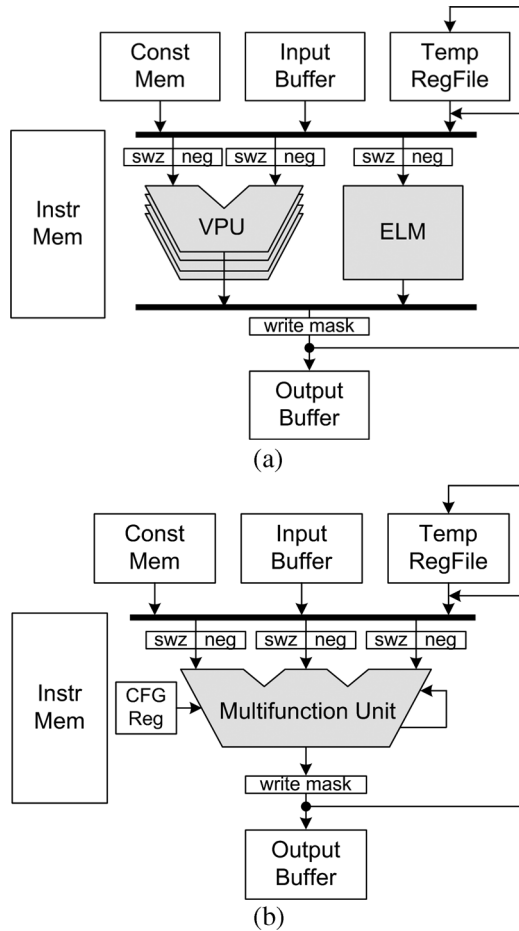 Const
Mem
Input
Buffer
Temp
RegFile
Instr
Mem
swz neg
swz neg
swz neg
VPU
ELM
write mask
Output
Buffer
(a)
Const
Mem
Input
Buffer
Temp
RegFile
Instr
Mem
swz neg
swz neg
swz neg
CFG
Reg
Multifunction Unit
write mask
Output
Buffer
(b)